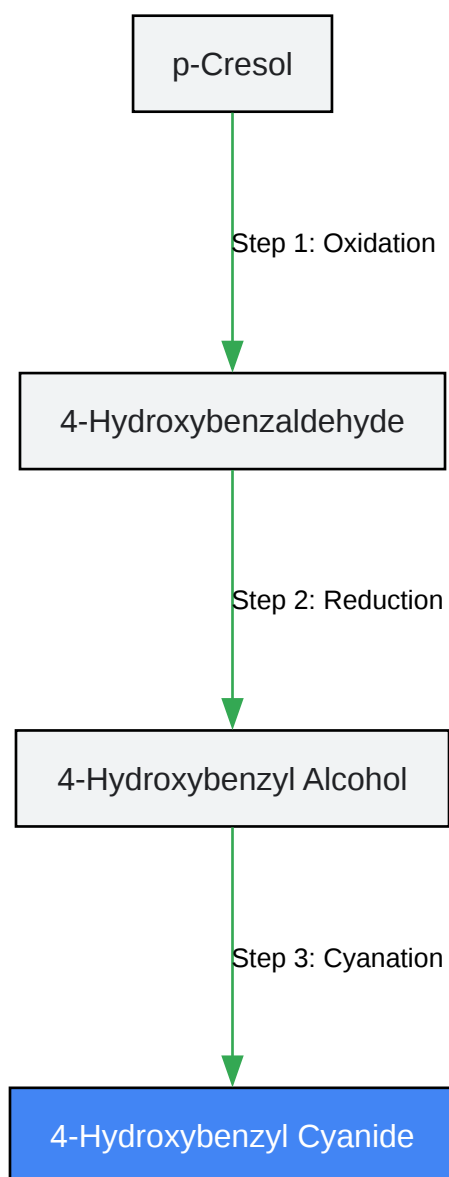 p-Cresol
Step 1: Oxidation
4-Hydroxybenzaldehyde
Step 2: Reduction
4-Hydroxybenzyl Alcohol
Step 3: Cyanation
4-Hydroxybenzyl Cyanide